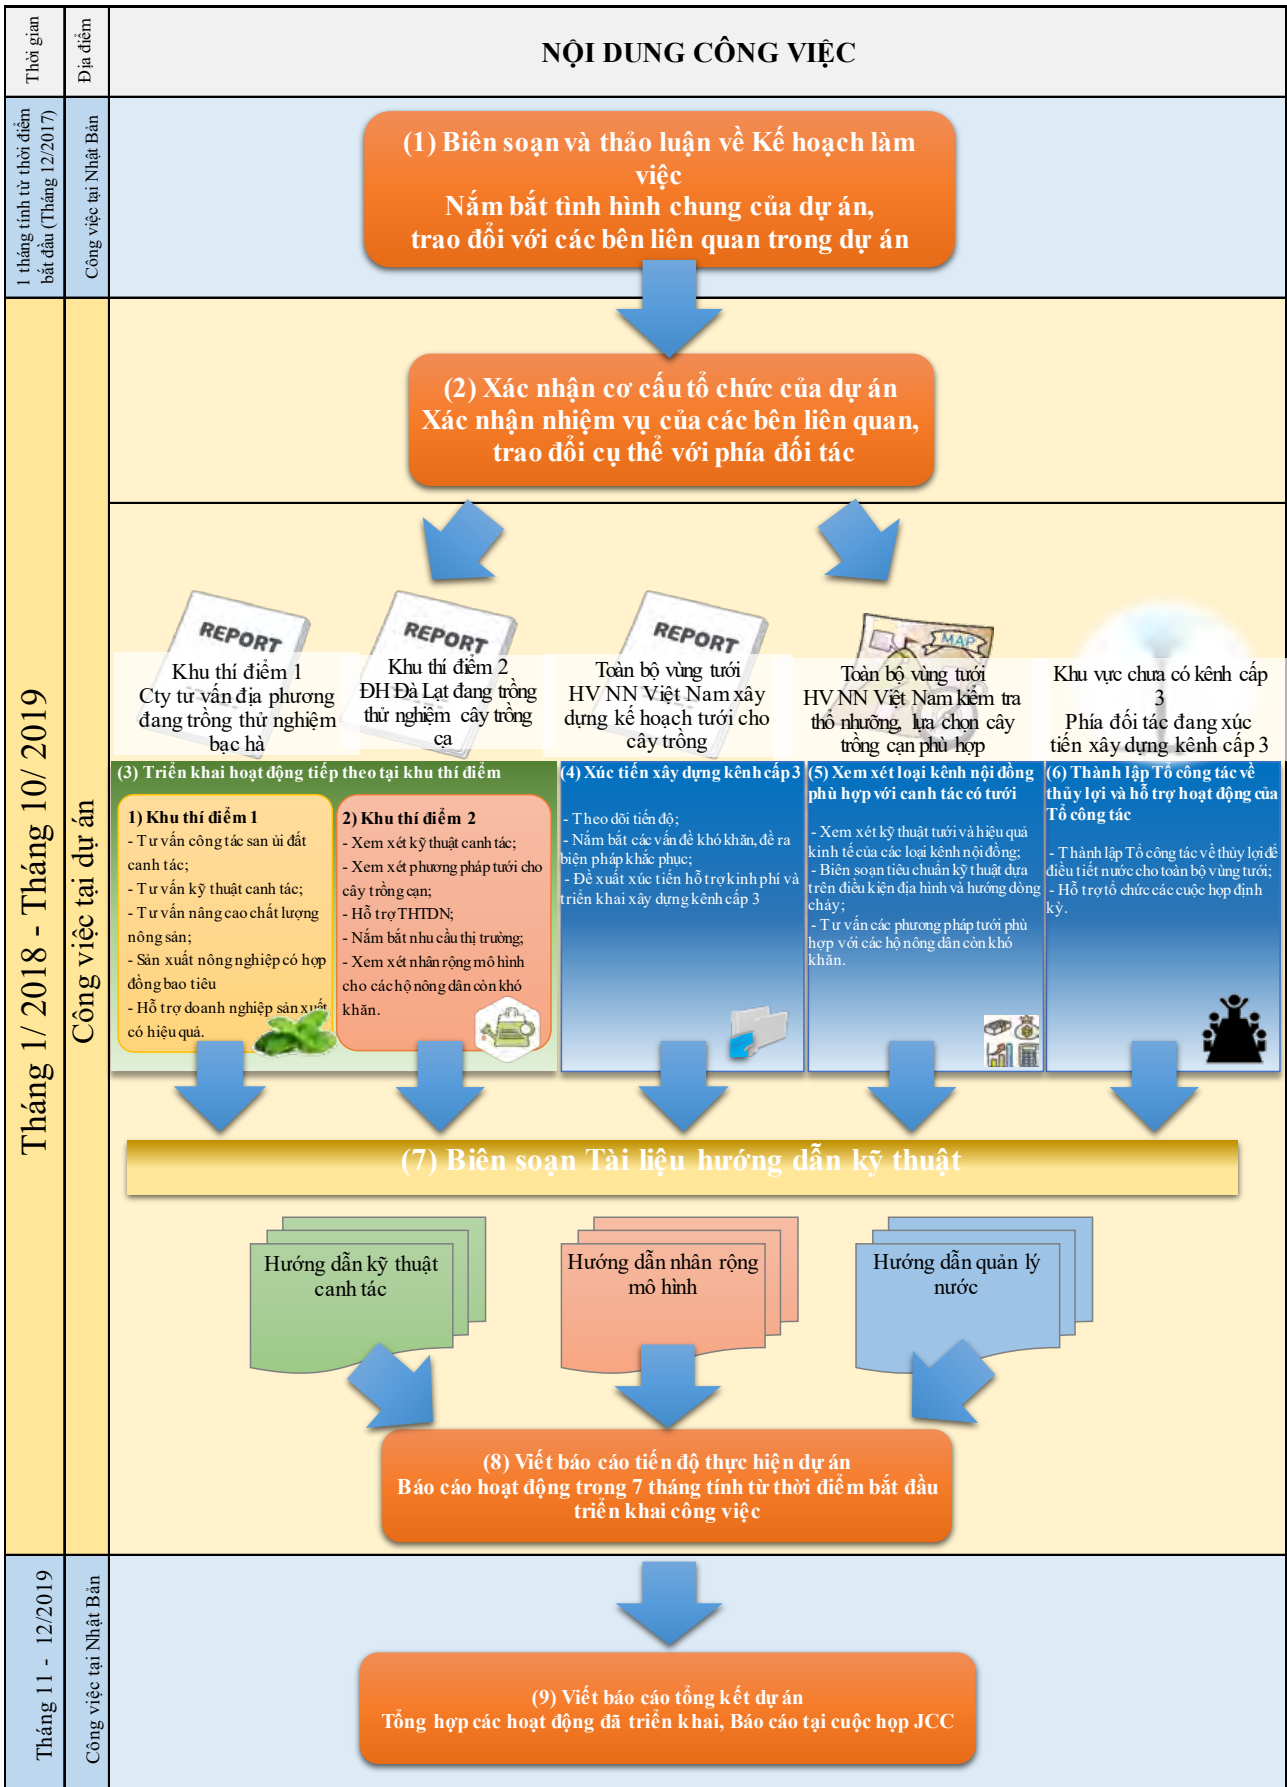 Thời gian
Địa điểm
NỘI DUNG CÔNG VIỆC
1 tháng tính từ thời điểm
bắt đầu (Tháng 12/2017)
Công việc tại Nhật Bản
(1) Biên soạn và thảo luận về Kế hoạch làm
việc
Nắm bắt tình hình chung của dự án,
trao đổi với các bên liên quan trong dự án
Tháng 1/ 2018 - Tháng 10/ 2019
Công việc tại dự án
(2) Xác nhận cơ cấu tổ chức của dự án
Xác nhận nhiệm vụ của các bên liên quan,
trao đổi cụ thể với phía đối tác
REPORT
Khu thí điểm 1
Cty tư vấn địa phương
đang trồng thử nghiệm
bạc hà
REPORT
Khu thí điểm 2
ĐH Đà Lạt đang trồng
thử nghiệm cây trồng
cạ
REPORT
Toàn bộ vùng tưới
HV NN Việt Nam xây
dựng kế hoạch tưới cho
cây trồng
MAP
Toàn bộ vùng tưới
HV NN Việt Nam kiểm tra
thổ nhưỡng, lựa chọn cây
trồng cạn phù hợp
Khu vực chưa có kênh cấp
3
Phía đối tác đang xúc
tiến xây dựng kênh cấp 3
(3) Triển khai hoạt động tiếp theo tại khu thí điểm
1) Khu thí điểm 1
- Tư vấn công tác san ủi đất
canh tác;
- Tư vấn kỹ thuật canh tác;
- Tư vấn nâng cao chất lượng
nông sản;
- Sản xuất nông nghiệp có hợp
đồng bao tiêu
- Hỗ trợ doanh nghiệp sản xuất
có hiệu quả.
2) Khu thí điểm 2
- Xem xét kỹ thuật canh tác;
- Xem xét phương pháp tưới cho
cây trồng cạn;
- Hỗ trợ THTDN;
- Nắm bắt nhu cầu thị trường;
- Xem xét nhân rộng mô hình
cho các hộ nông dân còn khó
khăn.
(4) Xúc tiến xây dựng kênh cấp 3
- Theo dõi tiến độ;
- Nắm bắt các vấn đề khó khăn, đề ra
biện pháp khắc phục;
- Đề xuất xúc tiến hỗ trợ kinh phí và
triển khai xây dựng kênh cấp 3
(5) Xem xét loại kênh nội đồng
phù hợp với canh tác có tưới
- Xem xét kỹ thuật tưới và hiệu quả
kinh tế của các loại kênh nội đồng;
- Biên soạn tiêu chuẩn kỹ thuật dựa
trên điều kiện địa hình và hướng dòng
chảy;
- Tư vấn các phương pháp tưới phù
hợp với các hộ nông dân còn khó
khăn.
(6) Thành lập Tổ công tác về
thủy lợi và hỗ trợ hoạt động của
Tổ công tác
- Thành lập Tổ công tác về thủy lợi để
điều tiết nước cho toàn bộ vùng tưới;
- Hỗ trợ tổ chức các cuộc họp định
kỳ.
(7) Biên soạn Tài liệu hướng dẫn kỹ thuật
Hướng dẫn kỹ thuật
canh tác
Hướng dẫn nhân rộng
mô hình
Hướng dẫn quản lý
nước
(8) Viết báo cáo tiến độ thực hiện dự án
Báo cáo hoạt động trong 7 tháng tính từ thời điểm bắt đầu
triển khai công việc
Tháng 11 - 12/2019
Công việc tại Nhật Bản
(9) Viết báo cáo tổng kết dự án
Tổng hợp các hoạt động đã triển khai, Báo cáo tại cuộc họp JCC